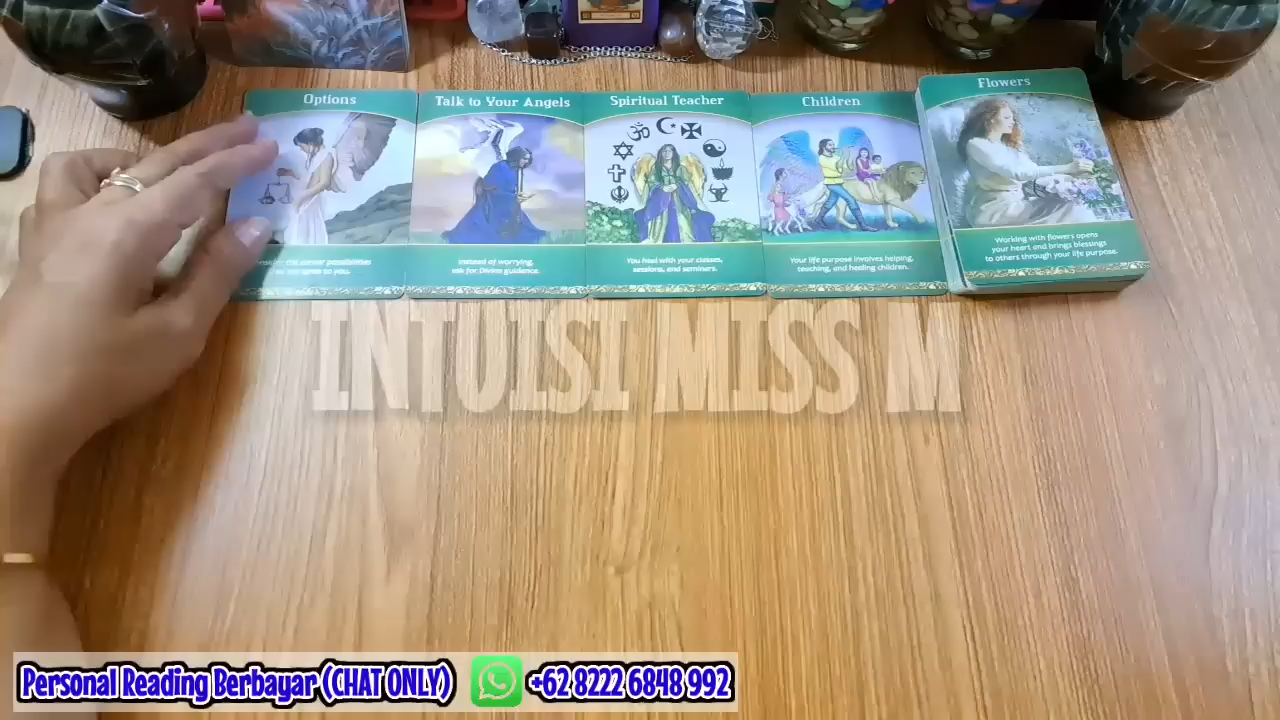 Options
Talk to Your Angels
Spiritual Teacher
Children
Flowers
to you.
Instead of worrying,
ask for Divine guidance.
You heal with your classes,
sessions, and seminars.
Your life purpose involves helping,
teaching, and healing children.
Working with flowers opens
your heart and brings blessings
to others through your life purpose.
INTUISI MISS M
Personal Reading Berbayar (CHAT ONLY)
+62 8222 6848 992